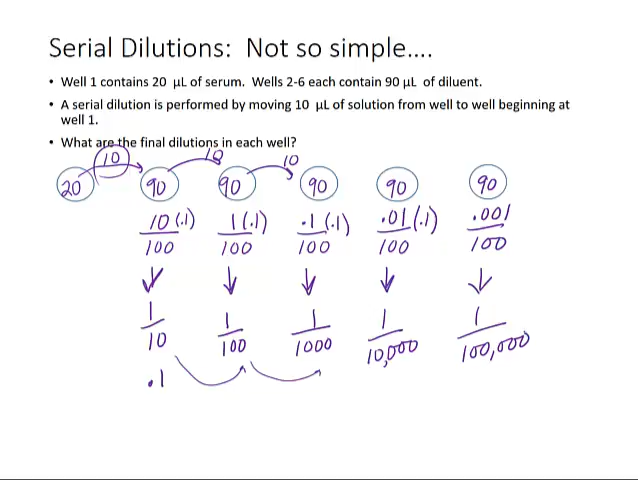 Serial Dilutions: Not so simple….
• Well 1 contains 20 µL of serum. Wells 2-6 each contain 90 µL of diluent.
• A serial dilution is performed by moving 10 µL of solution from well to well beginning at
well 1.
• What are the final dilutions in each well?
10 10 10
20 90 90 90 90 90
10(.1) 1(.1) .1(.1) .01(.1) .001
100 100 100 100 100
1 1 1 1 1
10 100 1000 10,000 100,000
.1